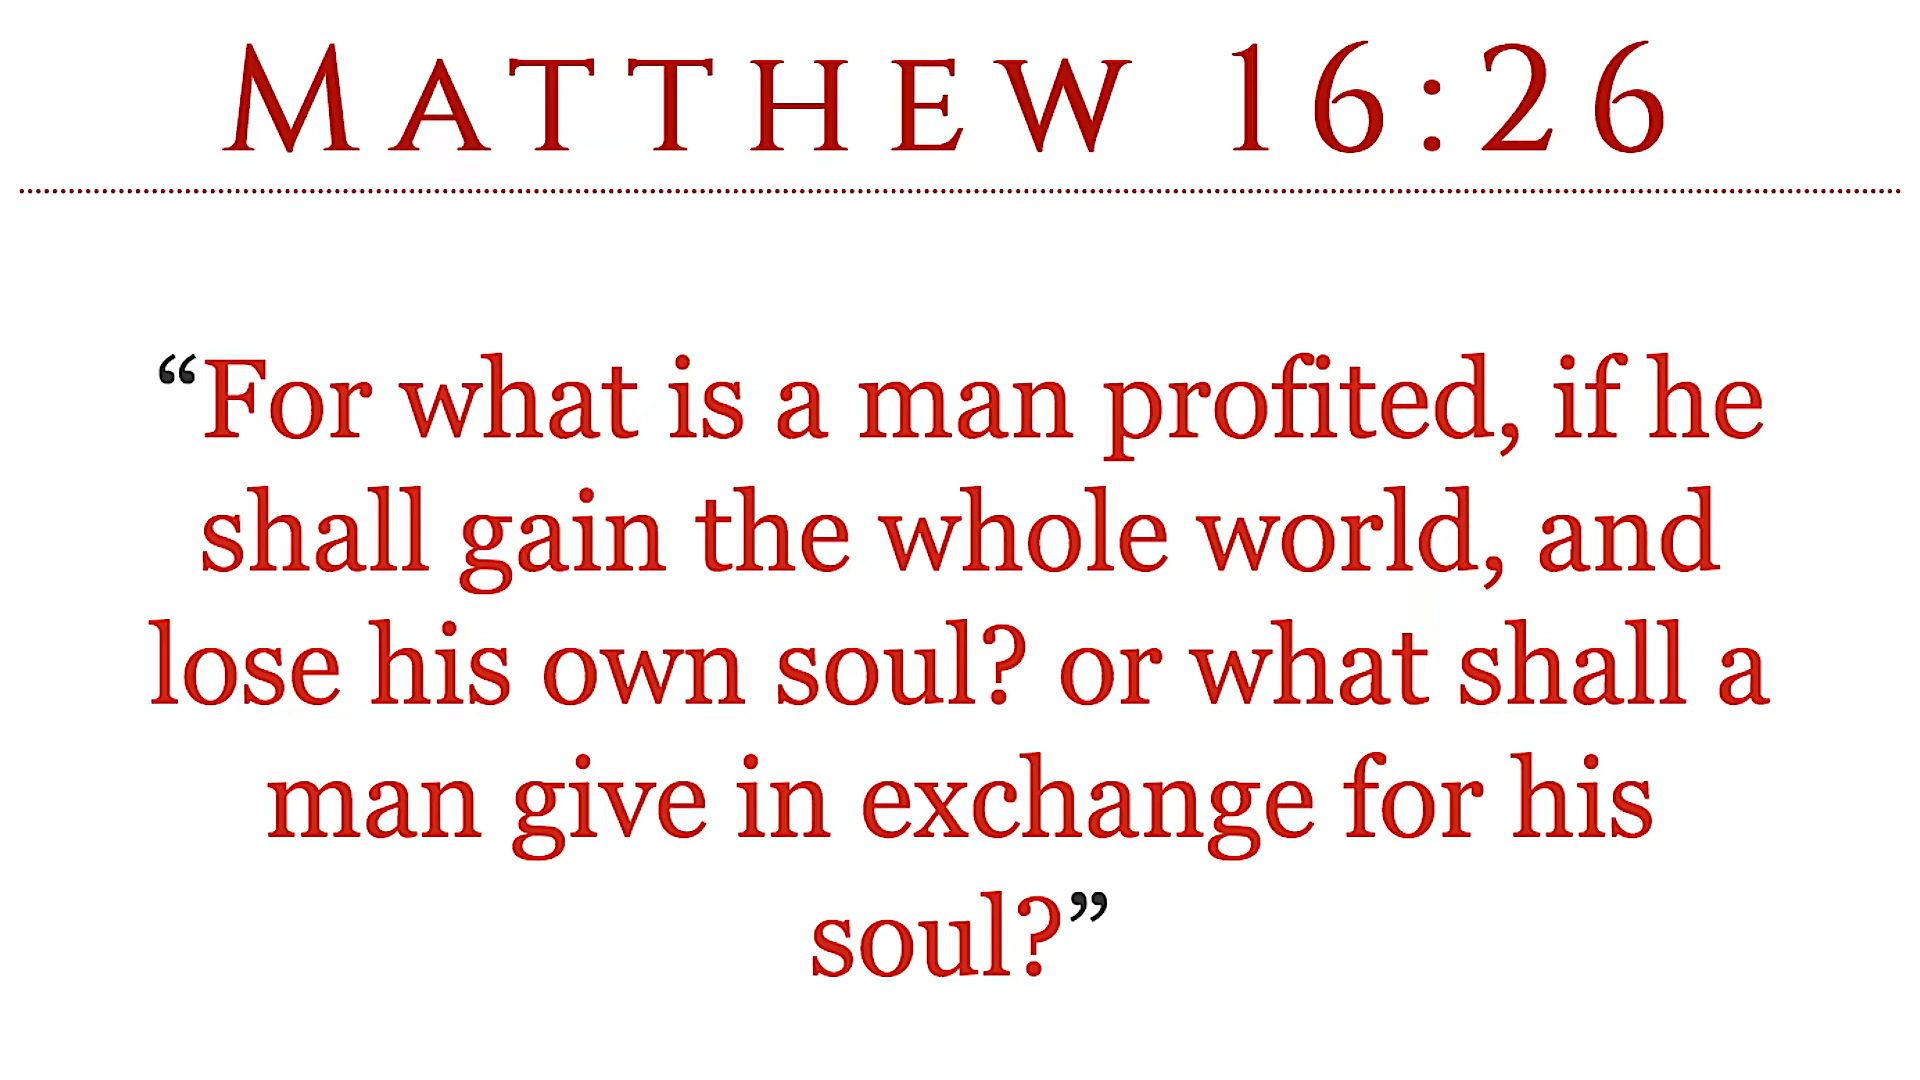 MATTHEW 16:26
“For what is a man profited, if he
shall gain the whole world, and
lose his own soul? or what shall a
man give in exchange for his
soul?”